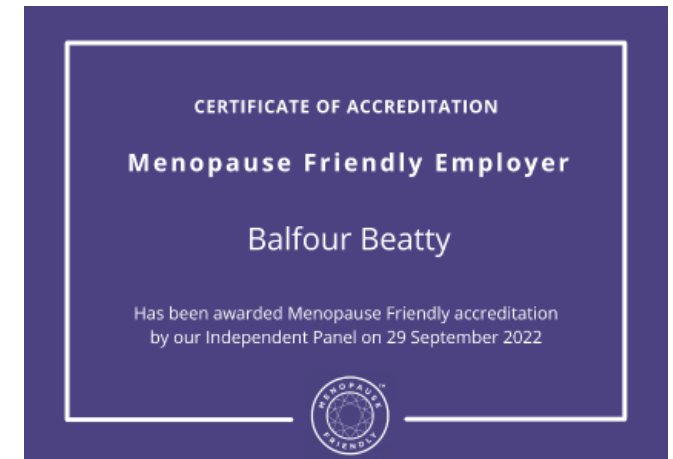 CERTIFICATE OF ACCREDITATION
Menopause Friendly Employer
Balfour Beatty
Has been awarded Menopause Friendly accreditation
by our Independent Panel on 29 September 2022
MENOPAUSE
FRIENDLY
TM